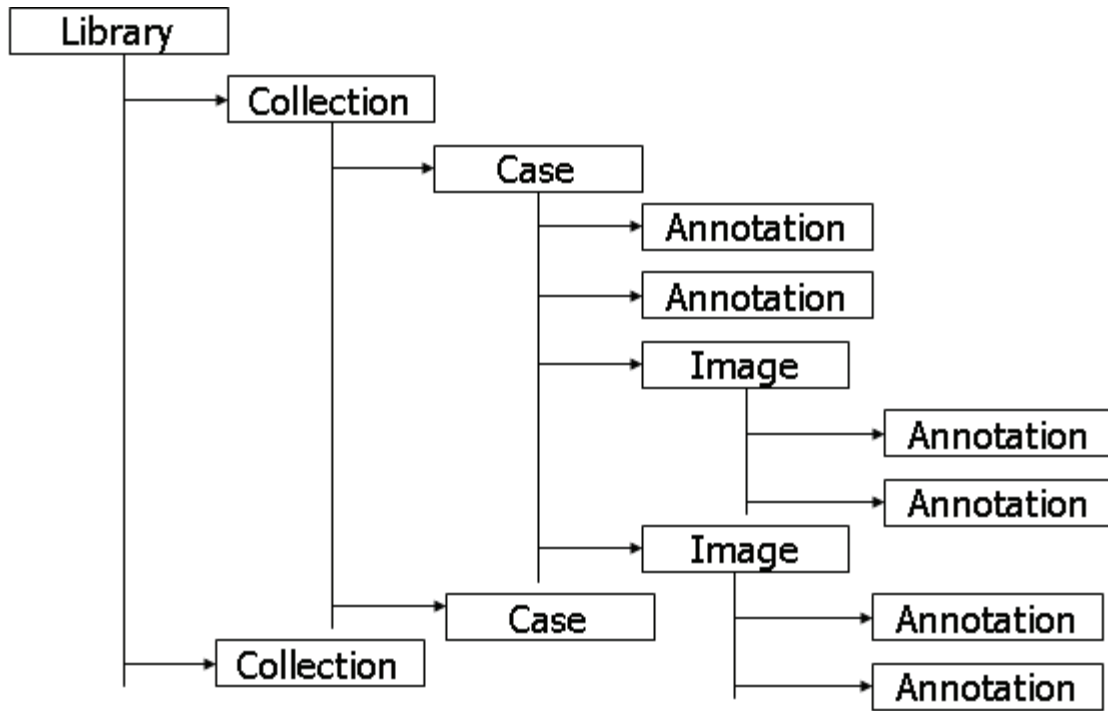 Library
Collection
Case
Annotation
Annotation
Image
Annotation
Annotation
Image
Case
Annotation
Collection
Annotation